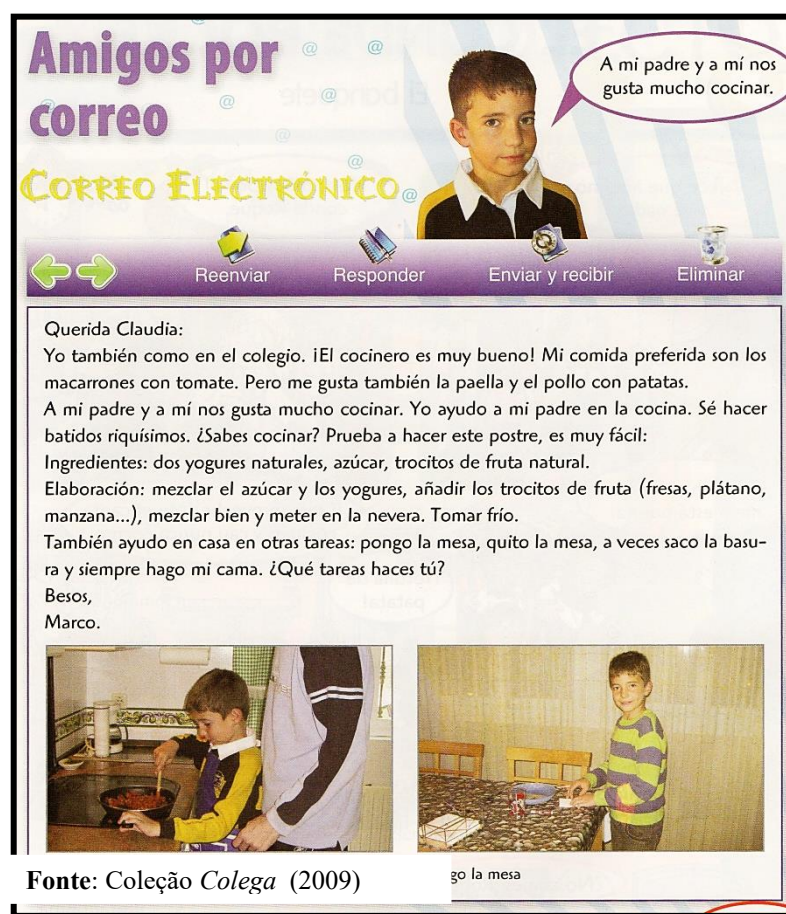 Amigos por
correo
A mí padre y a mí nos
gusta mucho cocinar.
CORREO ELECTRÓNICO
Reenviar Responder Enviar y recibir Eliminar
Querida Claudia:
Yo también como en el colegio. ¡El cocinero es muy bueno! Mi comida preferida son los
macarrones con tomate. Pero me gusta también la paella y el pollo con patatas.
A mi padre y a mí nos gusta mucho cocinar. Yo ayudo a mi padre en la cocina. Sé hacer
batidos riquísimos. ¿Sabes cocinar? Prueba a hacer este postre, es muy fácil:
Ingredientes: dos yogures naturales, azúcar, trocitos de fruta natural.
Elaboración: mezclar el azúcar y los yogures, añadir los trocitos de fruta (fresas, plátano,
manzana...), mezclar bien y meter en la nevera. Tomar frío.
También ayudo en casa en otras tareas: pongo la mesa, quito la mesa, a veces saco la basu-
ra y siempre hago mi cama. ¿Qué tareas haces tú?
Besos,
Marco.
go la mesa
Fonte: Coleção Colega (2009)